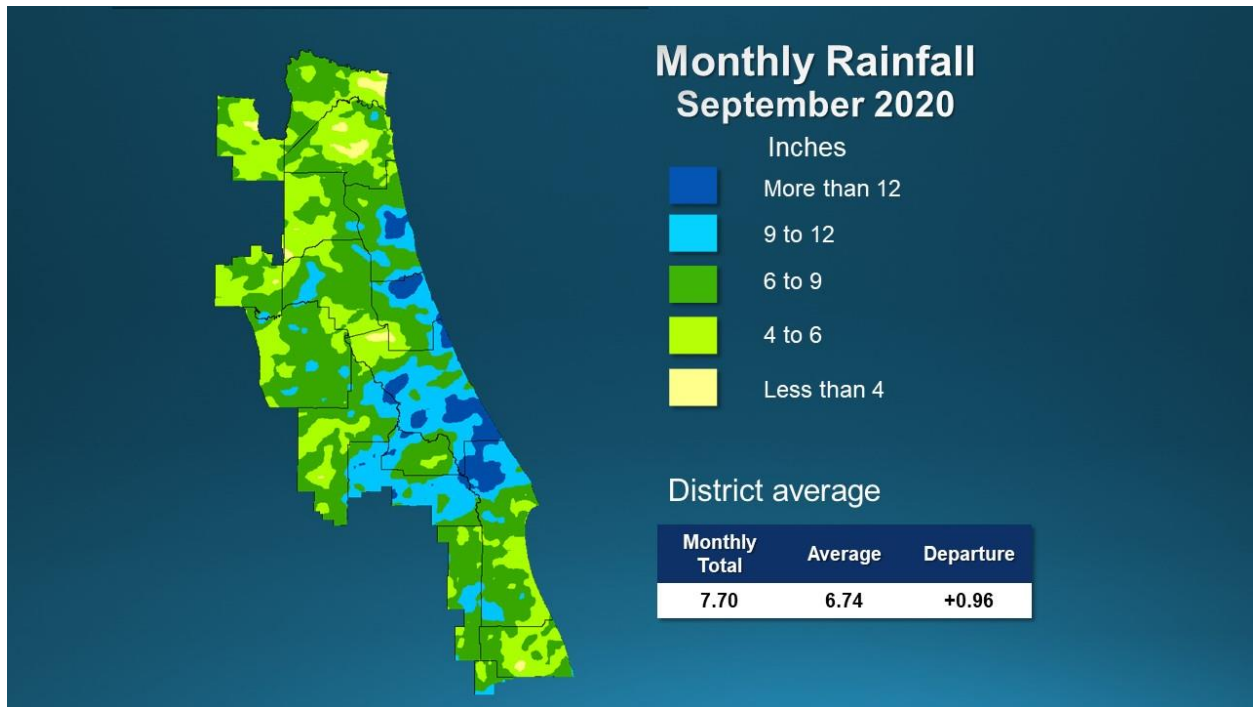 Monthly Rainfall
September 2020
Inches
More than 12
9 to 12
6 to 9
4 to 6
Less than 4
District average
Monthly Total Average Departure
7.70 6.74 +0.96